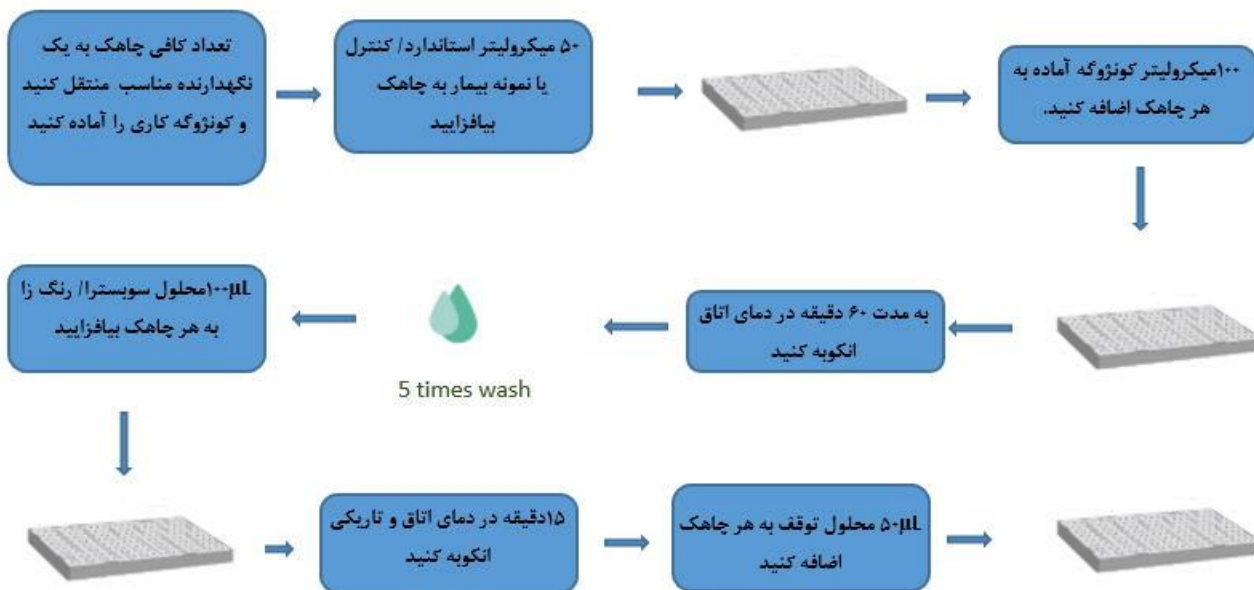 تعداد کافی چاهک به یک
نگهدارنده مناسب منتقل کنید
و کونژوگه کاری را آماده کنید
۵۰ میکرولیتر استاندارد/ کنترل
یا نمونه بیمار به چاهک
بیافزایید
۱۰۰میکرولیتر کونژوگه آماده به
هر چاهک اضافه کنید.
به مدت ۶۰ دقیقه در دمای اتاق
انکوبه کنید
5 times wash
۱۰۰µL محلول سوبسترا/ رنگ زا
به هر چاهک بیافزایید
۱۵دقیقه در دمای اتاق و تاریکی
انکوبه کنید
۵۰µL محلول توقف به هر چاهک
اضافه کنید